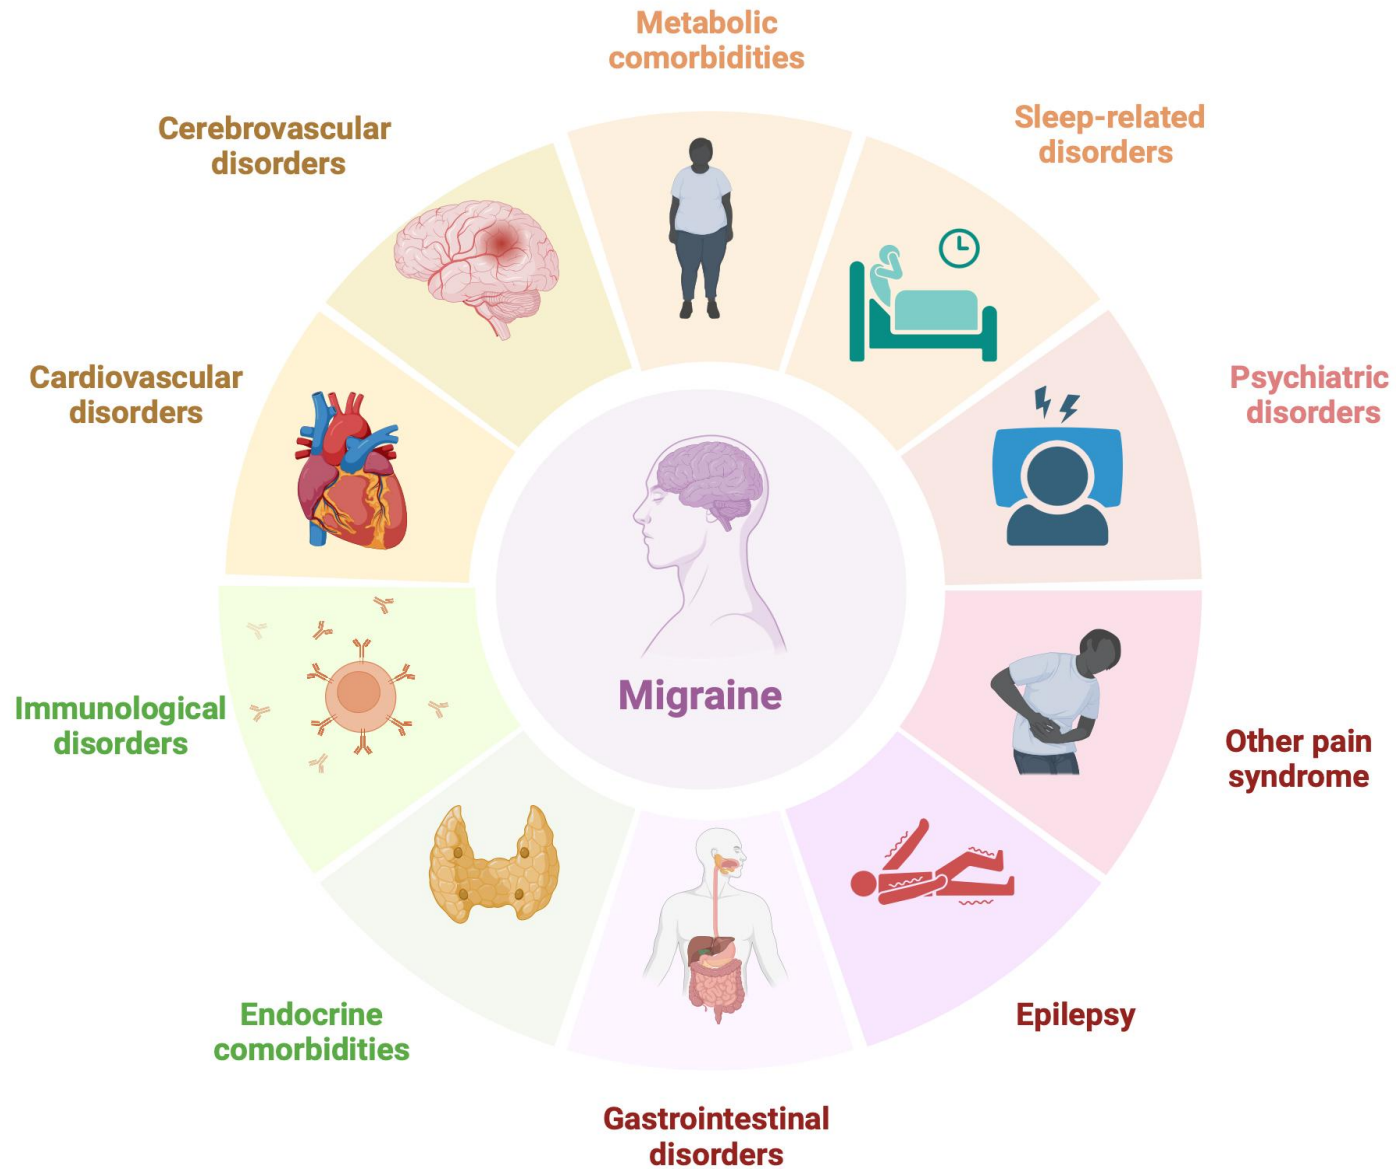 Metabolic
comorbidities
Sleep-related
disorders
Cerebrovascular
disorders
Cardiovascular
disorders
Psychiatric
disorders
Migraine
Immunological
disorders
Other pain
syndrome
Endocrine
comorbidities
Epilepsy
Gastrointestinal
disorders